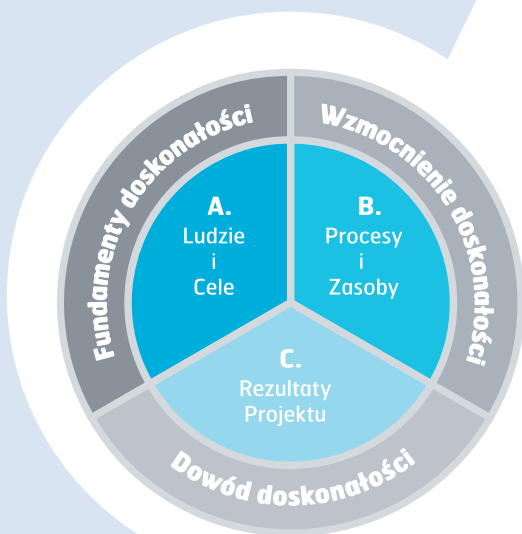 Fundamenty doskonałości
Wzmocnienie doskonałości
A.
Ludzie
i
Cele
B.
Procesy
i
Zasoby
C.
Rezultaty
Projektu
Dowód doskonałości